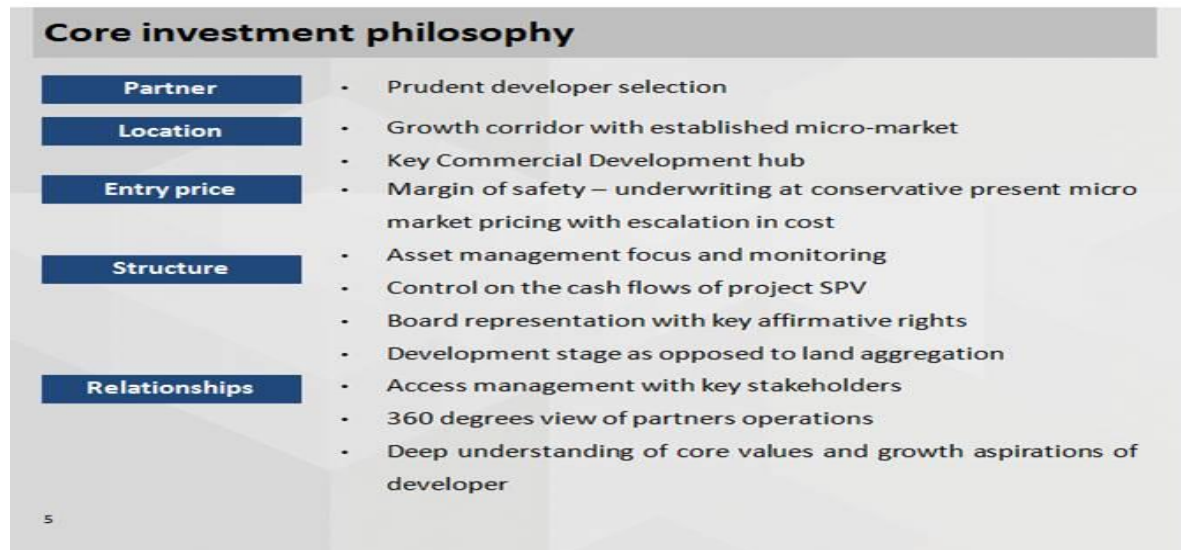 Core investment philosophy
Partner
• Prudent developer selection
Location
• Growth corridor with established micro-market
• Key Commercial Development hub
Entry price
• Margin of safety – underwriting at conservative present micro
market pricing with escalation in cost
Structure
• Asset management focus and monitoring
• Control on the cash flows of project SPV
• Board representation with key affirmative rights
• Development stage as opposed to land aggregation
Relationships
• Access management with key stakeholders
• 360 degrees view of partners operations
• Deep understanding of core values and growth aspirations of
developer
5